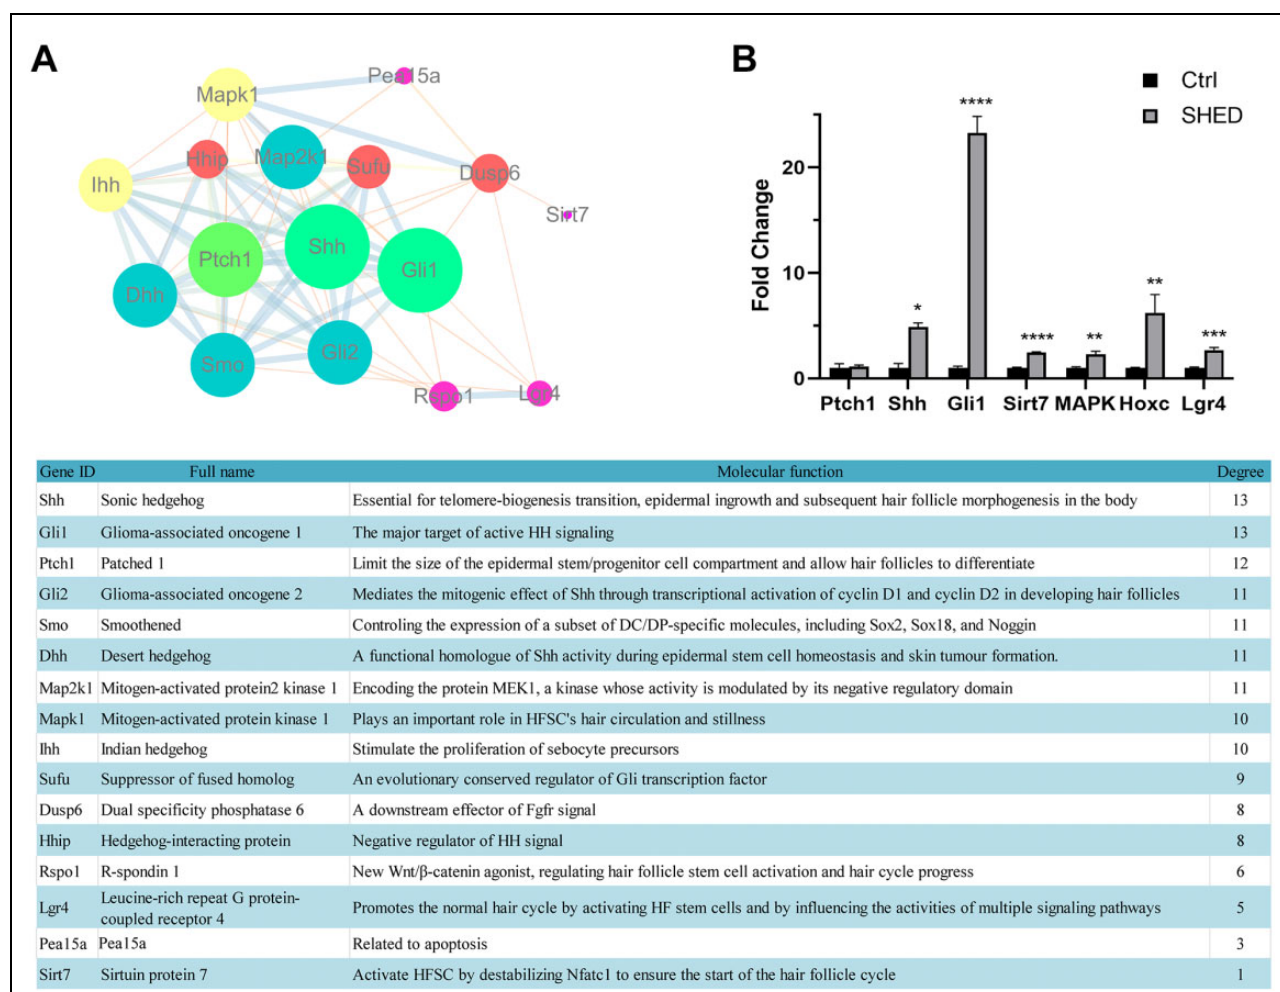 A
Pea15a
Mapk1
Hhip
Map2k1
Sufu
Dusp6
Ihh
Sirt7
Ptch1
Shh
Gli1
Dhh
Smo
Gli2
Rspo1
Lgr4
B
Ctrl
SHED
Fold Change
20
10
0
*
****
****
**
**
***
Ptch1 Shh Gli1 Sirt7 MAPK Hoxc Lgr4
Gene ID Full name Molecular function Degree
Shh Sonic hedgehog Essential for telomere-biogenesis transition, epidermal ingrowth and subsequent hair follicle morphogenesis in the body 13
Gli1 Glioma-associated oncogene 1 The major target of active HH signaling 13
Ptch1 Patched 1 Limit the size of the epidermal stem/progenitor cell compartment and allow hair follicles to differentiate 12
Gli2 Glioma-associated oncogene 2 Mediates the mitogenic effect of Shh through transcriptional activation of cyclin D1 and cyclin D2 in developing hair follicles 11
Smo Smoothened Controling the expression of a subset of DC/DP-specific molecules, including Sox2, Sox18, and Noggin 11
Dhh Desert hedgehog A functional homologue of Shh activity during epidermal stem cell homeostasis and skin tumour formation. 11
Map2k1 Mitogen-activated protein2 kinase 1 Encoding the protein MEK1, a kinase whose activity is modulated by its negative regulatory domain 11
Mapk1 Mitogen-activated protein kinase 1 Plays an important role in HFSC's hair circulation and stillness 10
Ihh Indian hedgehog Stimulate the proliferation of sebocyte precursors 10
Sufu Suppressor of fused homolog An evolutionary conserved regulator of Gli transcription factor 9
Dusp6 Dual specificity phosphatase 6 A downstream effector of Fgfr signal 8
Hhip Hedgehog-interacting protein Negative regulator of HH signal 8
Rspo1 R-spondin 1 New Wnt/β-catenin agonist, regulating hair follicle stem cell activation and hair cycle progress 6
Lgr4 Leucine-rich repeat G protein-
coupled receptor 4 Promotes the normal hair cycle by activating HF stem cells and by influencing the activities of multiple signaling pathways 5
Pea15a Pea15a Related to apoptosis 3
Sirt7 Sirtuin protein 7 Activate HFSC by destabilizing Nfatc1 to ensure the start of the hair follicle cycle 1